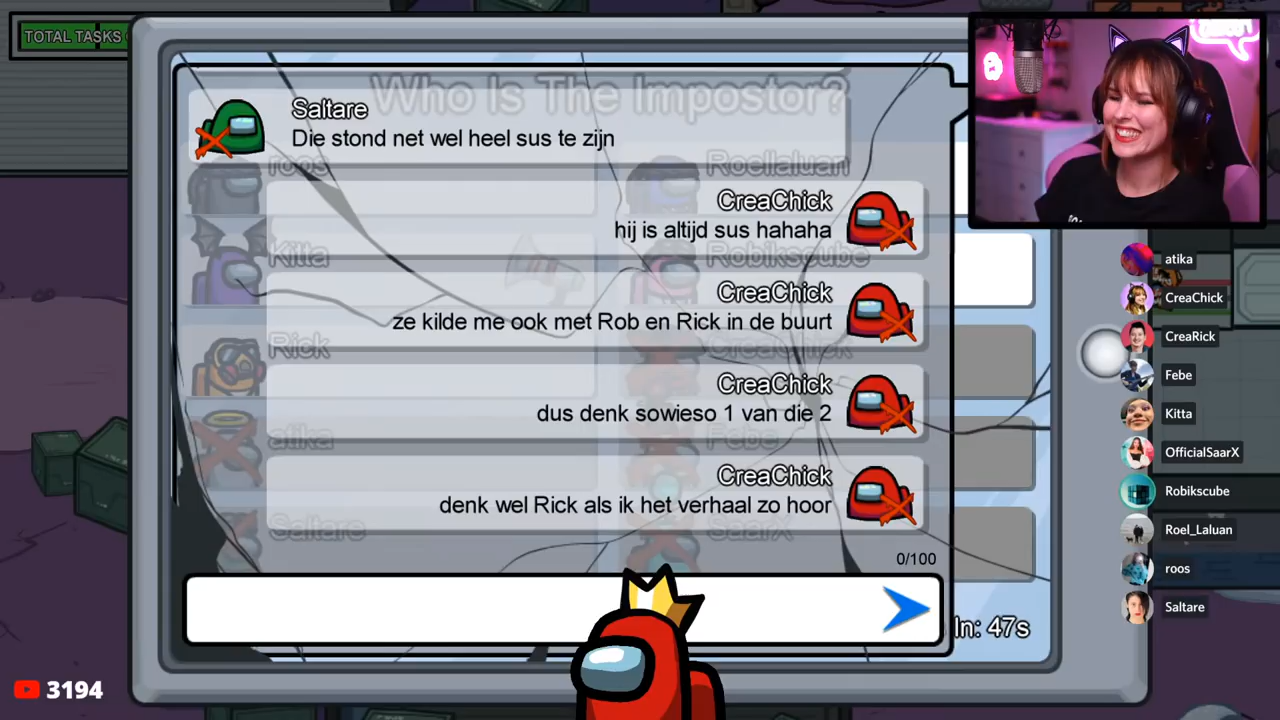 TOTAL TASKS
Who Is The Impostor?
Saltare
Die stond net wel heel sus te zijn
roos
Roellaluan
CreaChick
hij is altijd sus hahaha
Kitta
Robikscube
CreaChick
ze kilde me ook met Rob en Rick in de buurt
Rick
CreaChick
CreaChick
dus denk sowieso 1 van die 2
atika
Febe
CreaChick
denk wel Rick als ik het verhaal zo hoor
Saltare
SaarX
0/100
In: 47s
3194
atika
CreaChick
CreaRick
Febe
Kitta
OfficialSaarX
Robikscube
Roel_Laluan
roos
Saltare